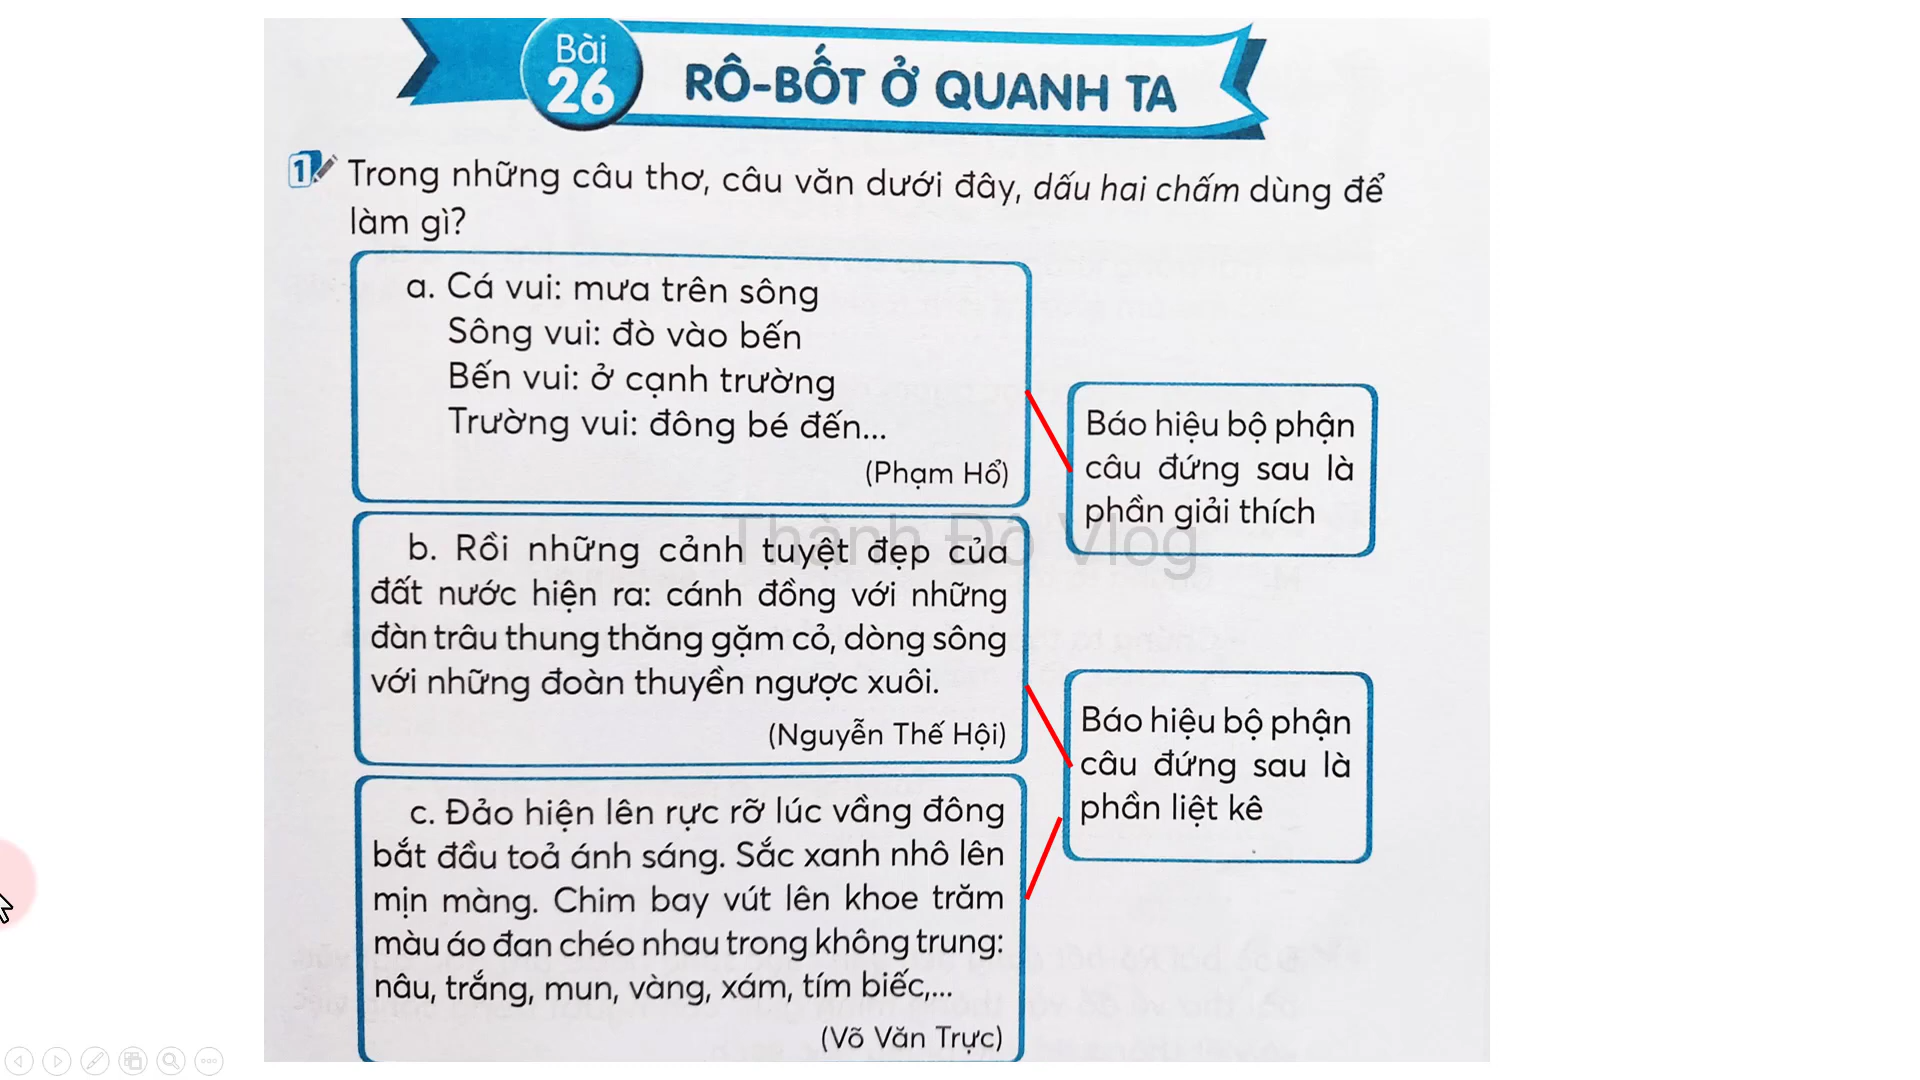 Bài
26
RÔ-BỐT Ở QUANH TA
1 Trong những câu thơ, câu văn dưới đây, dấu hai chấm dùng để
làm gì?
a. Cá vui: mưa trên sông
Sông vui: đò vào bến
Bến vui: ở cạnh trường
Trường vui: đông bé đến...
(Phạm Hổ)
b. Rồi những cảnh tuyệt đẹp của
đất nước hiện ra: cánh đồng với những
đàn trâu thung thăng gặm cỏ, dòng sông
với những đoàn thuyền ngược xuôi.
(Nguyễn Thế Hội)
c. Đảo hiện lên rực rỡ lúc vầng đông
bắt đầu toả ánh sáng. Sắc xanh nhô lên
mịn màng. Chim bay vút lên khoe trăm
màu áo đan chéo nhau trong không trung:
nâu, trắng, mun, vàng, xám, tím biếc,...
(Võ Văn Trực)
Báo hiệu bộ phận
câu đứng sau là
phần giải thích
Báo hiệu bộ phận
câu đứng sau là
phần liệt kê
Thành Đô Vlog